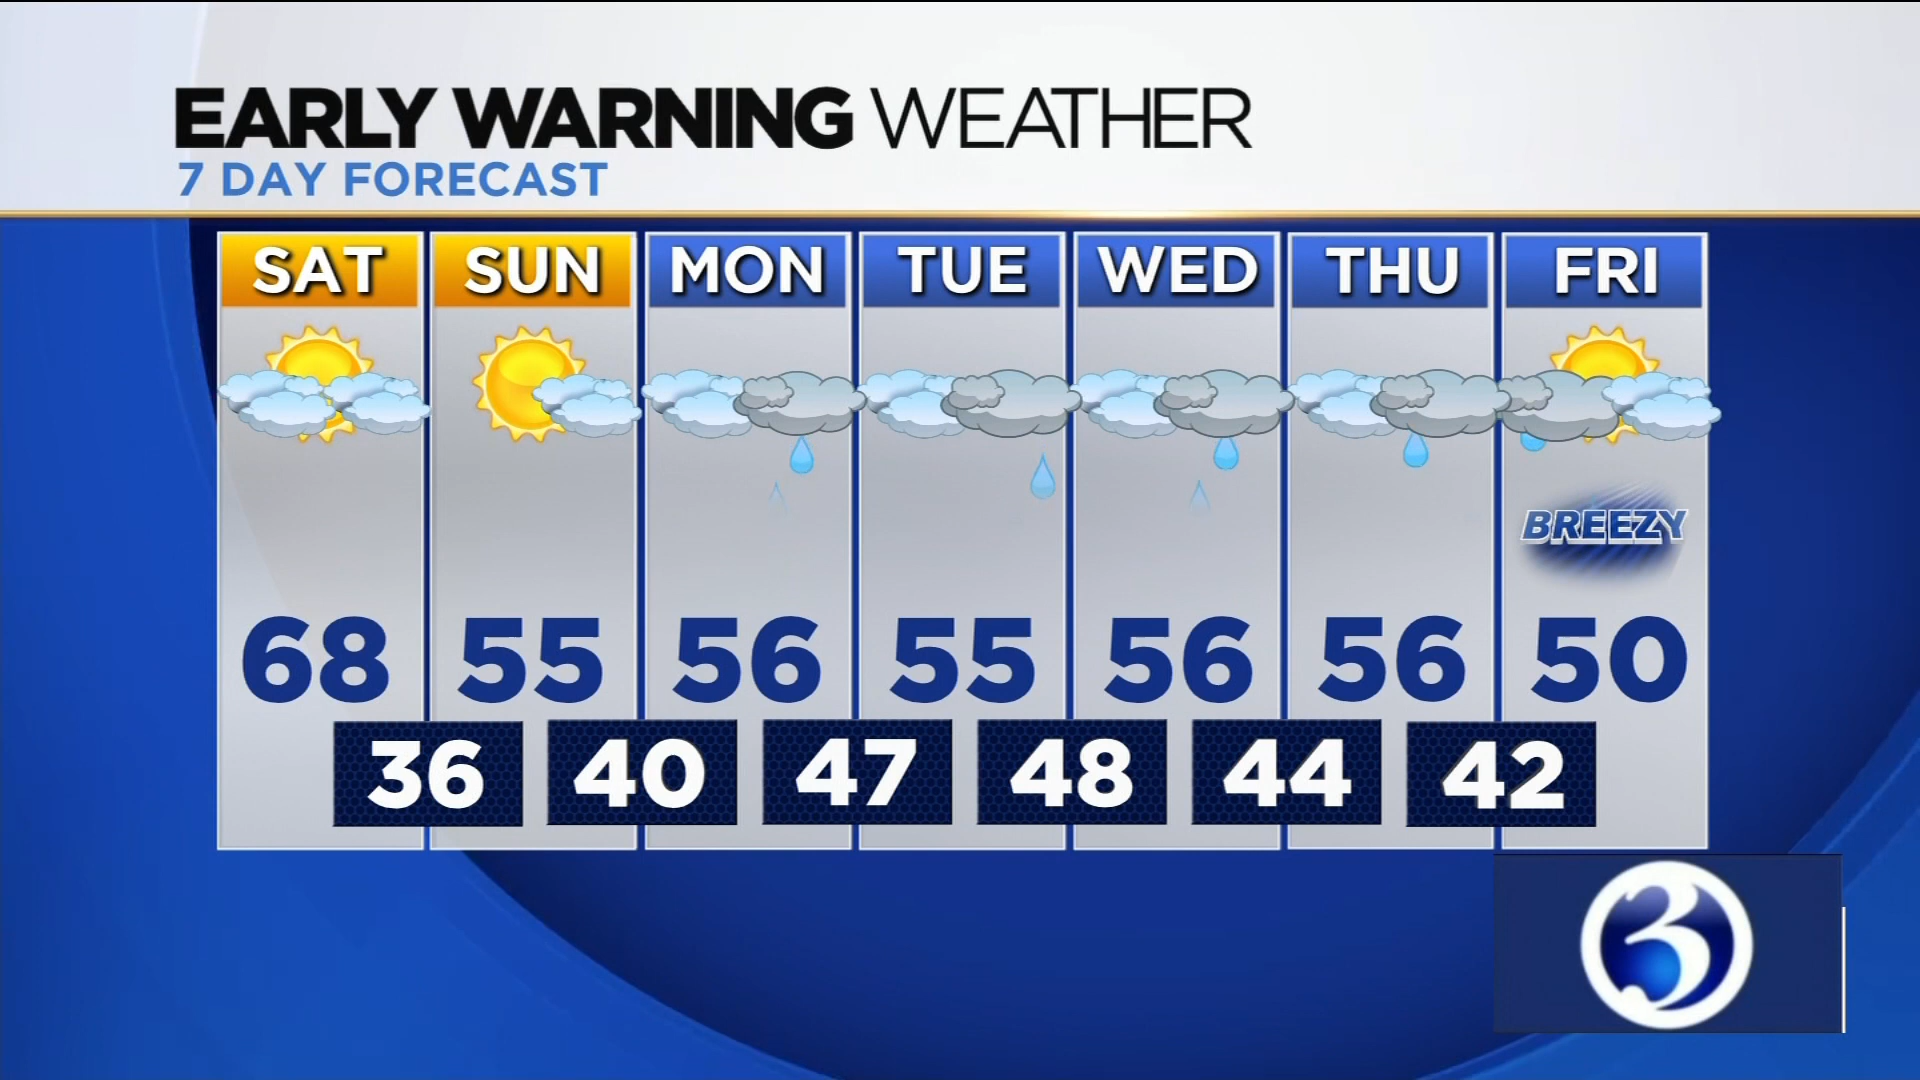 EARLY WARNING WEATHER
7 DAY FORECAST
SAT SUN MON TUE WED THU FRI
BREEZY
68 55 56 55 56 56 50
36 40 47 48 44 42
3